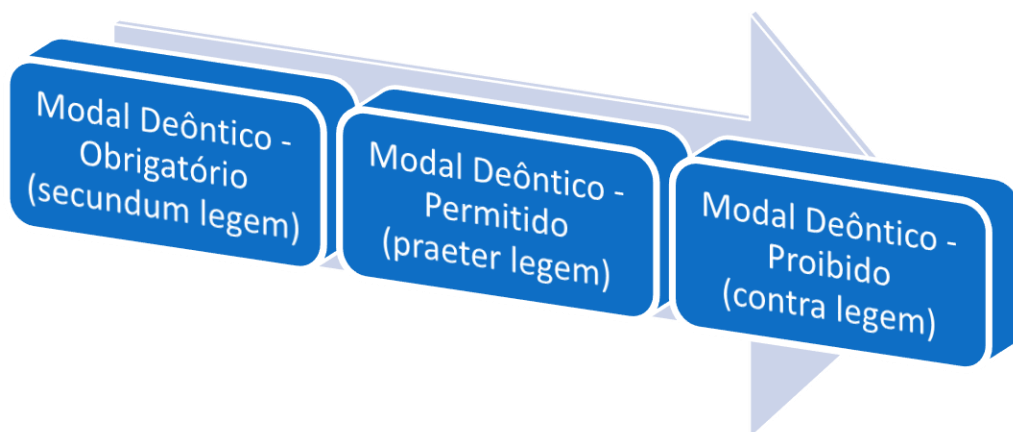 Modal Deôntico -
Obrigatório
(secundum legem)
Modal Deôntico -
Permitido
(praeter legem)
Modal Deôntico -
Proibido
(contra legem)